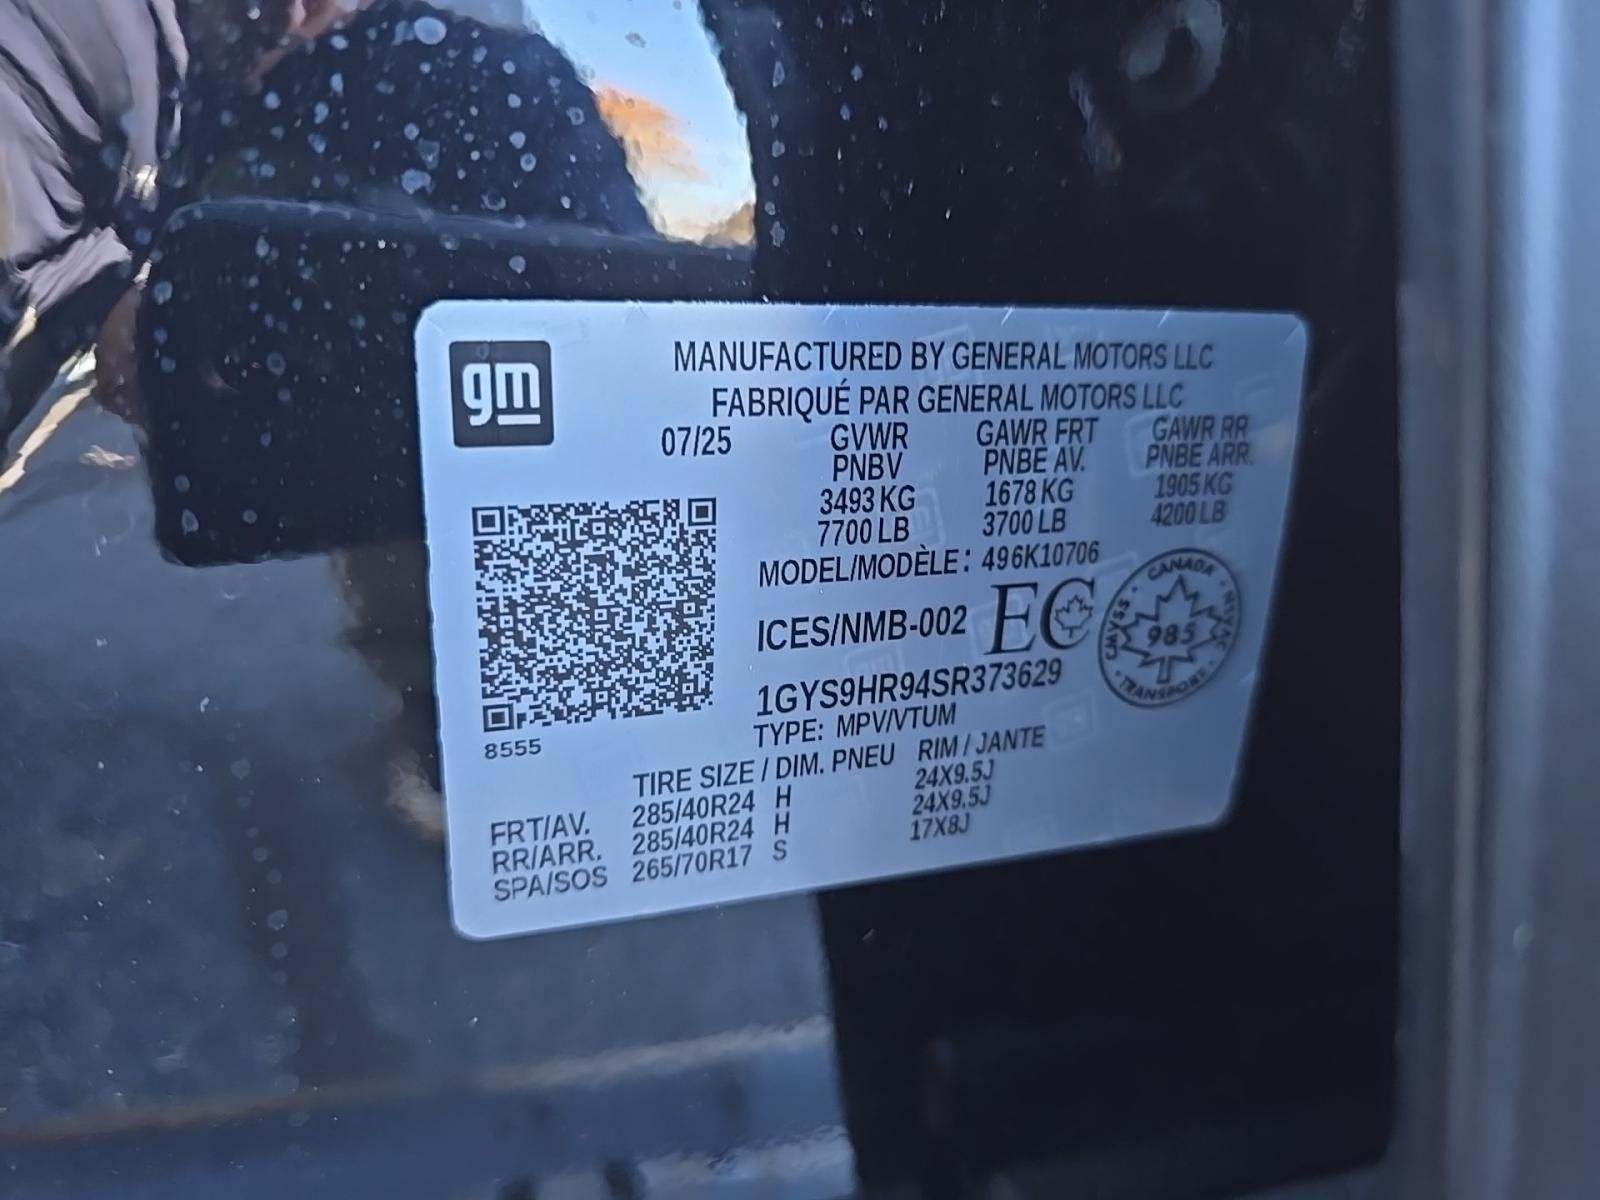 gm
MANUFACTURED BY GENERAL MOTORS LLC
FABRIQUÉ PAR GENERAL MOTORS LLC
07/25 GVWR GAWR FRT GAWR RR
PNBV PNBE AV. PNBE ARR.
3493 KG 1678 KG 1905 KG
7700 LB 3700 LB 4200 LB
MODEL/MODÈLE: 496K10706
ICES/NMB-002 EC
CANADA
CMVSS 985 NSVAC
TRANSPORT
1GYS9HR94SR373629
TYPE: MPV/VTUM
8555
TIRE SIZE / DIM. PNEU RIM / JANTE
FRT/AV. 285/40R24 H 24X9.5J
RR/ARR. 285/40R24 H 24X9.5J
SPA/SOS 265/70R17 S 17X8J